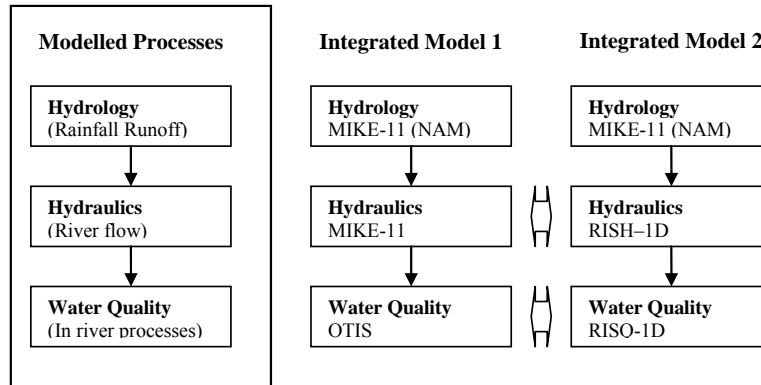 Modelled Processes
Integrated Model 1
Integrated Model 2
Hydrology
(Rainfall Runoff)
Hydrology
MIKE-11 (NAM)
Hydrology
MIKE-11 (NAM)
Hydraulics
(River flow)
Hydraulics
MIKE-11
Hydraulics
RISH–1D
Water Quality
(In river processes)
Water Quality
OTIS
Water Quality
RISQ-1D